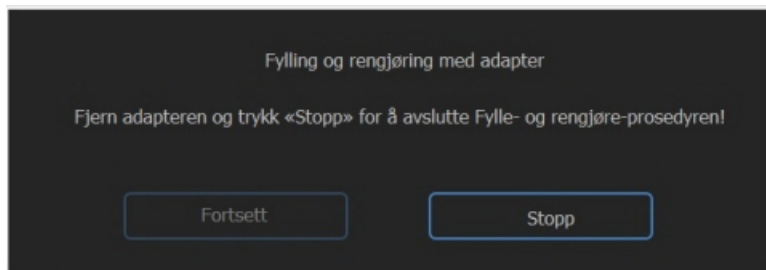 Fylling og rengjøring med adapter
Fjern adapteren og trykk «Stopp» for å avslutte Fylle- og rengjøre-prosedyren!
Fortsett
Stopp